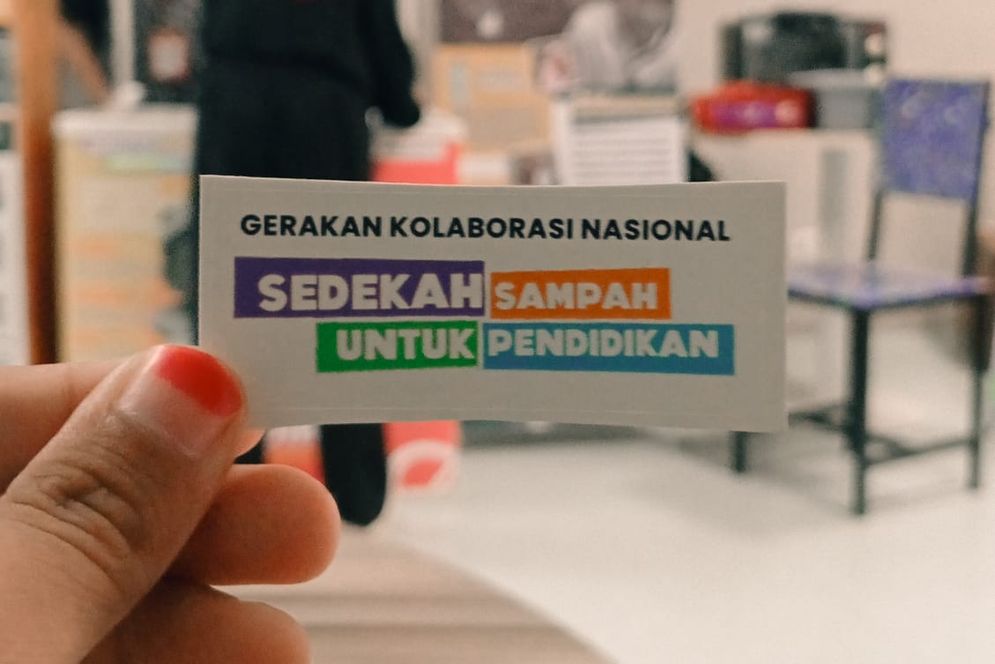 GERAKAN KOLABORASI NASIONAL
SEDEKAH SAMPAH
UNTUK PENDIDIKAN